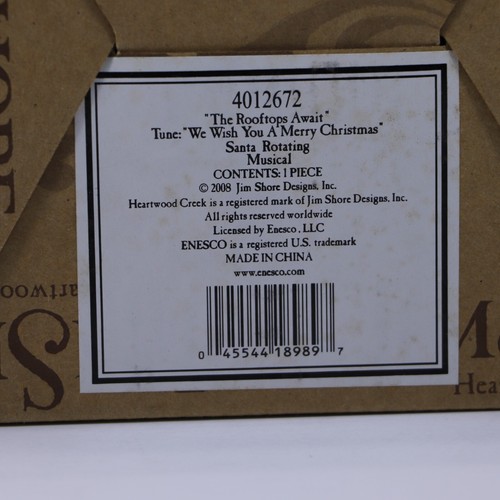 4012672
"The Rooftops Await"
Tune: "We Wish You A Merry Christmas"
Santa Rotating
Musical
CONTENTS: 1 PIECE
© 2008 Jim Shore Designs, Inc.
Heartwood Creek is a registered mark of Jim Shore Designs, Inc.
All rights reserved worldwide
Licensed by Enesco, LLC
ENESCO is a registered U.S. trademark
MADE IN CHINA
www.enesco.com
0 45544 18989 7